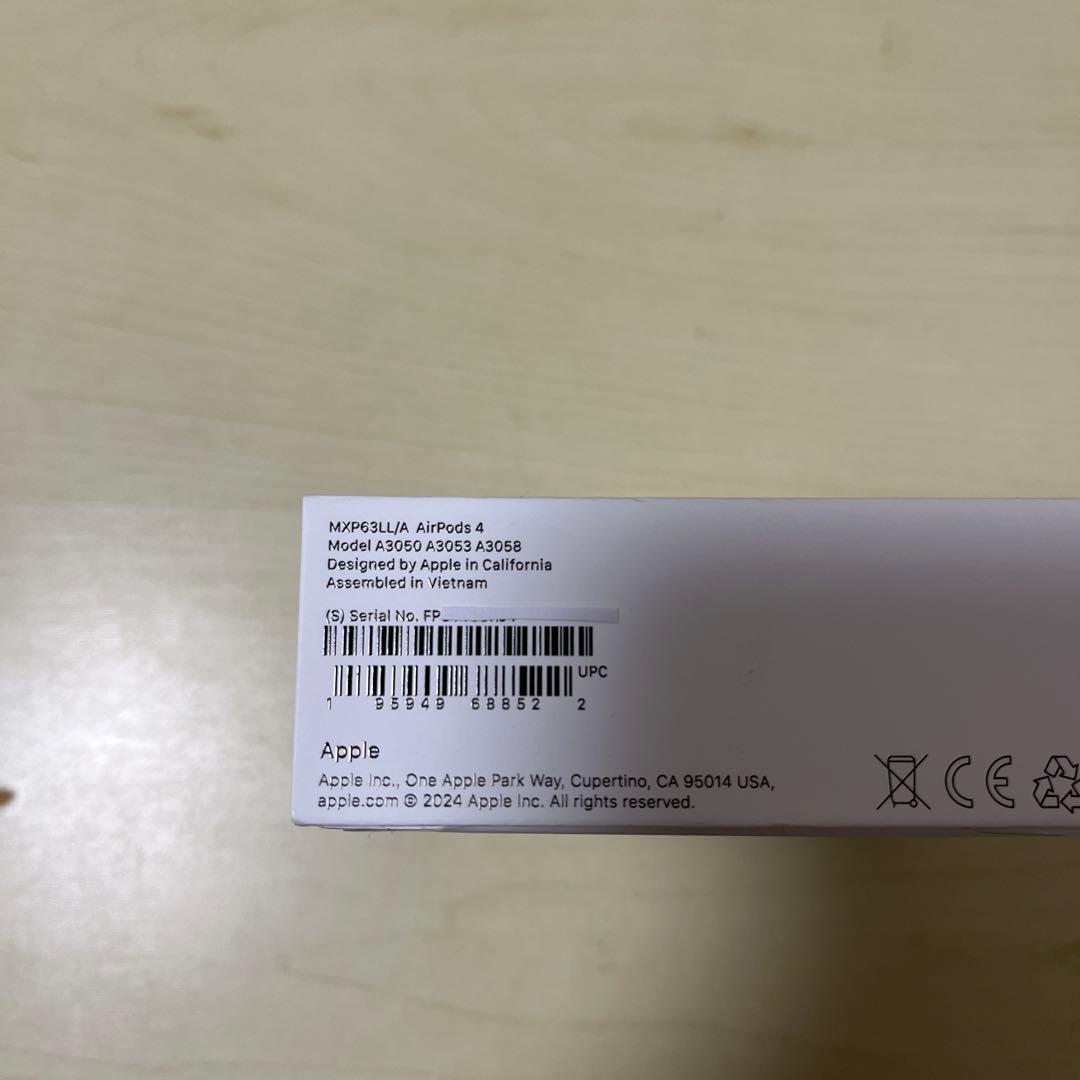 MXP63LL/A AirPods 4
Model A3050 A3053 A3058
Designed by Apple in California
Assembled in Vietnam
(S) Serial No. FP
UPC
1 95949 68852 2
Apple
Apple Inc., One Apple Park Way, Cupertino, CA 95014 USA,
apple.com © 2024 Apple Inc. All rights reserved.
CE